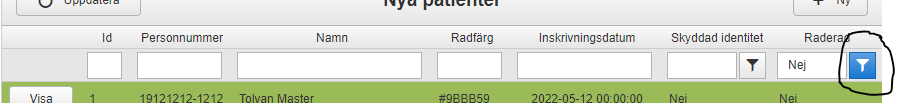 Uppdatera Nya patienter Ny
Id Personnummer Namn Radfärg Inskrivningsdatum Skyddad identitet Raderad
Nej
Visa 1 19121212-1212 Tolvan Master #9BBB59 2022-05-12 00:00:00 Nej Nej